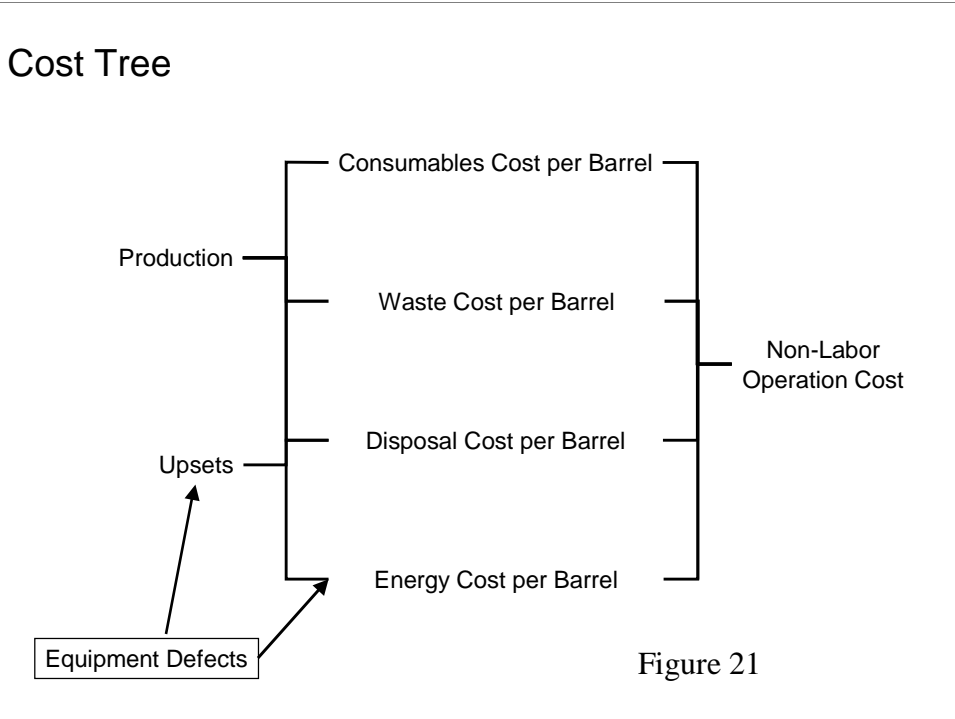 Cost Tree
Consumables Cost per Barrel
Production
Waste Cost per Barrel
Non-Labor
Operation Cost
Disposal Cost per Barrel
Upsets
Energy Cost per Barrel
Equipment Defects
Figure 21